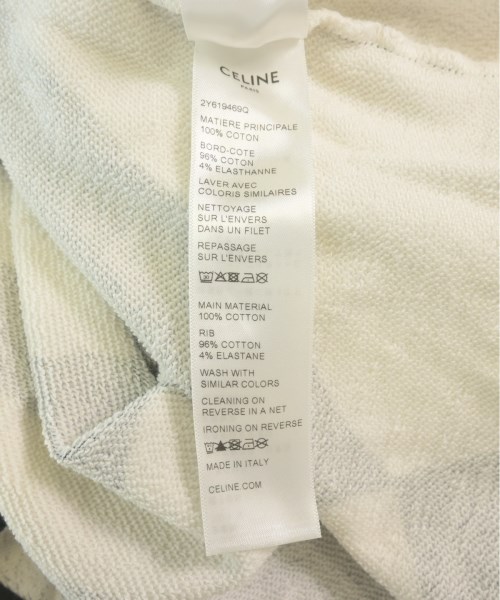 CELINE
PARIS
2Y619469Q
MATIERE PRINCIPALE
100% COTON
BORD-COTE
96% COTON
4% ELASTHANNE
LAVER AVEC
COLORIS SIMILAIRES
NETTOYAGE
SUR L'ENVERS
DANS UN FILET
REPASSAGE
SUR L'ENVERS
MAIN MATERIAL
100% COTTON
RIB
96% COTTON
4% ELASTANE
WASH WITH
SIMILAR COLORS
CLEANING ON
REVERSE IN A NET
IRONING ON REVERSE
MADE IN ITALY
CELINE.COM